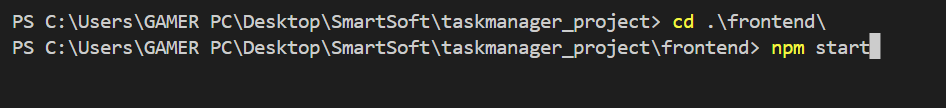 PS C:\Users\GAMER PC\Desktop\SmartSoft\taskmanager_project> cd .\frontend\
PS C:\Users\GAMER PC\Desktop\SmartSoft\taskmanager_project\frontend> npm start